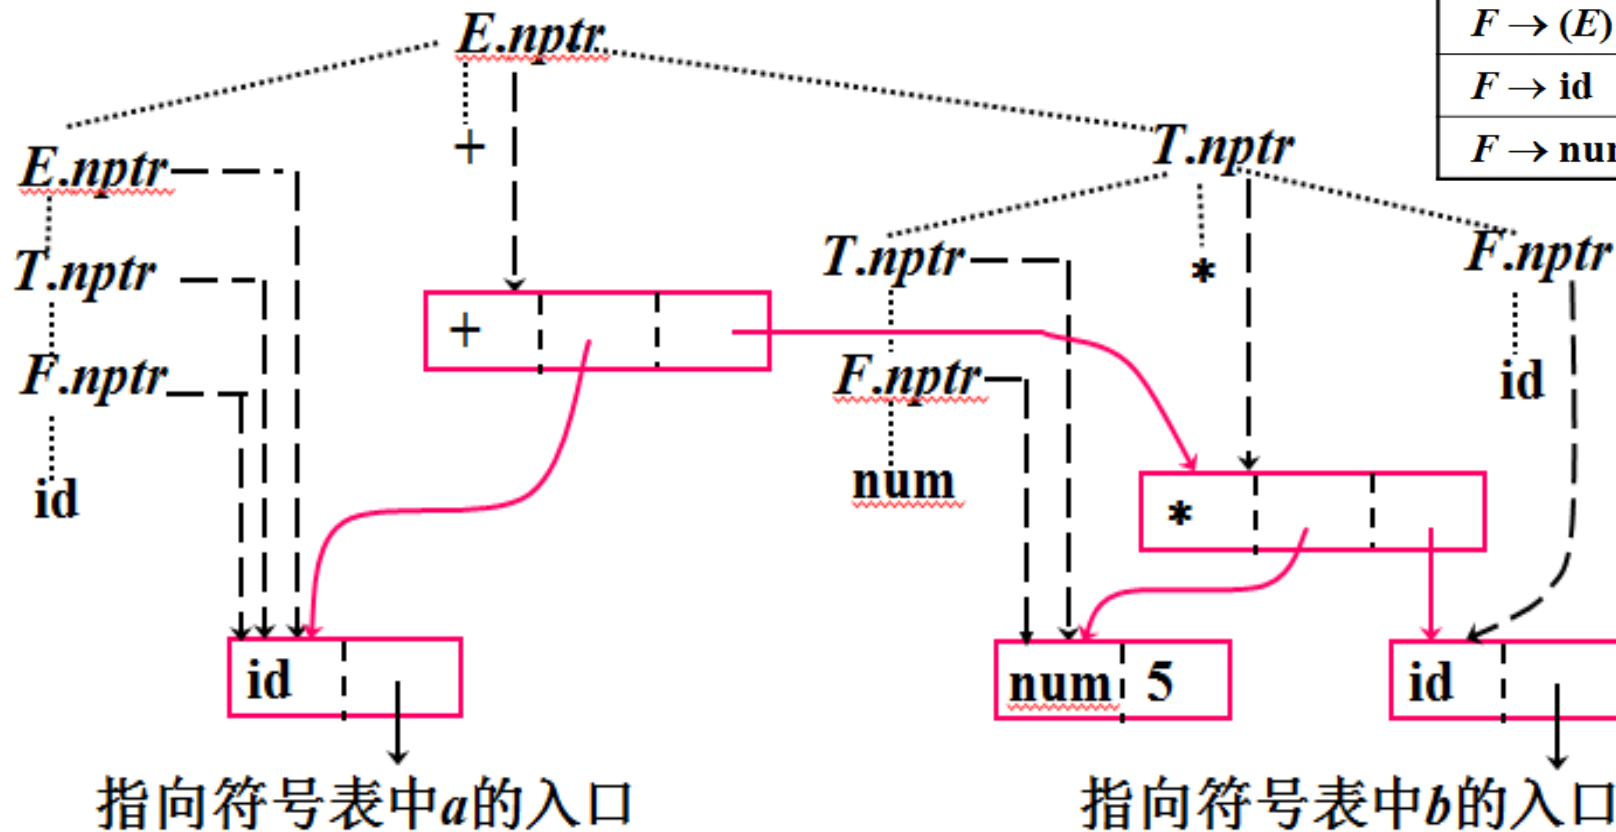 E.nptr
F → (E)
F → id
+
T.nptr
F → nu
E.nptr
T.nptr
*
F.nptr
T.nptr
+
F.nptr
F.nptr
id
id
num
*
id
num 5
id
指向符号表中a的入口
指向符号表中b的入口